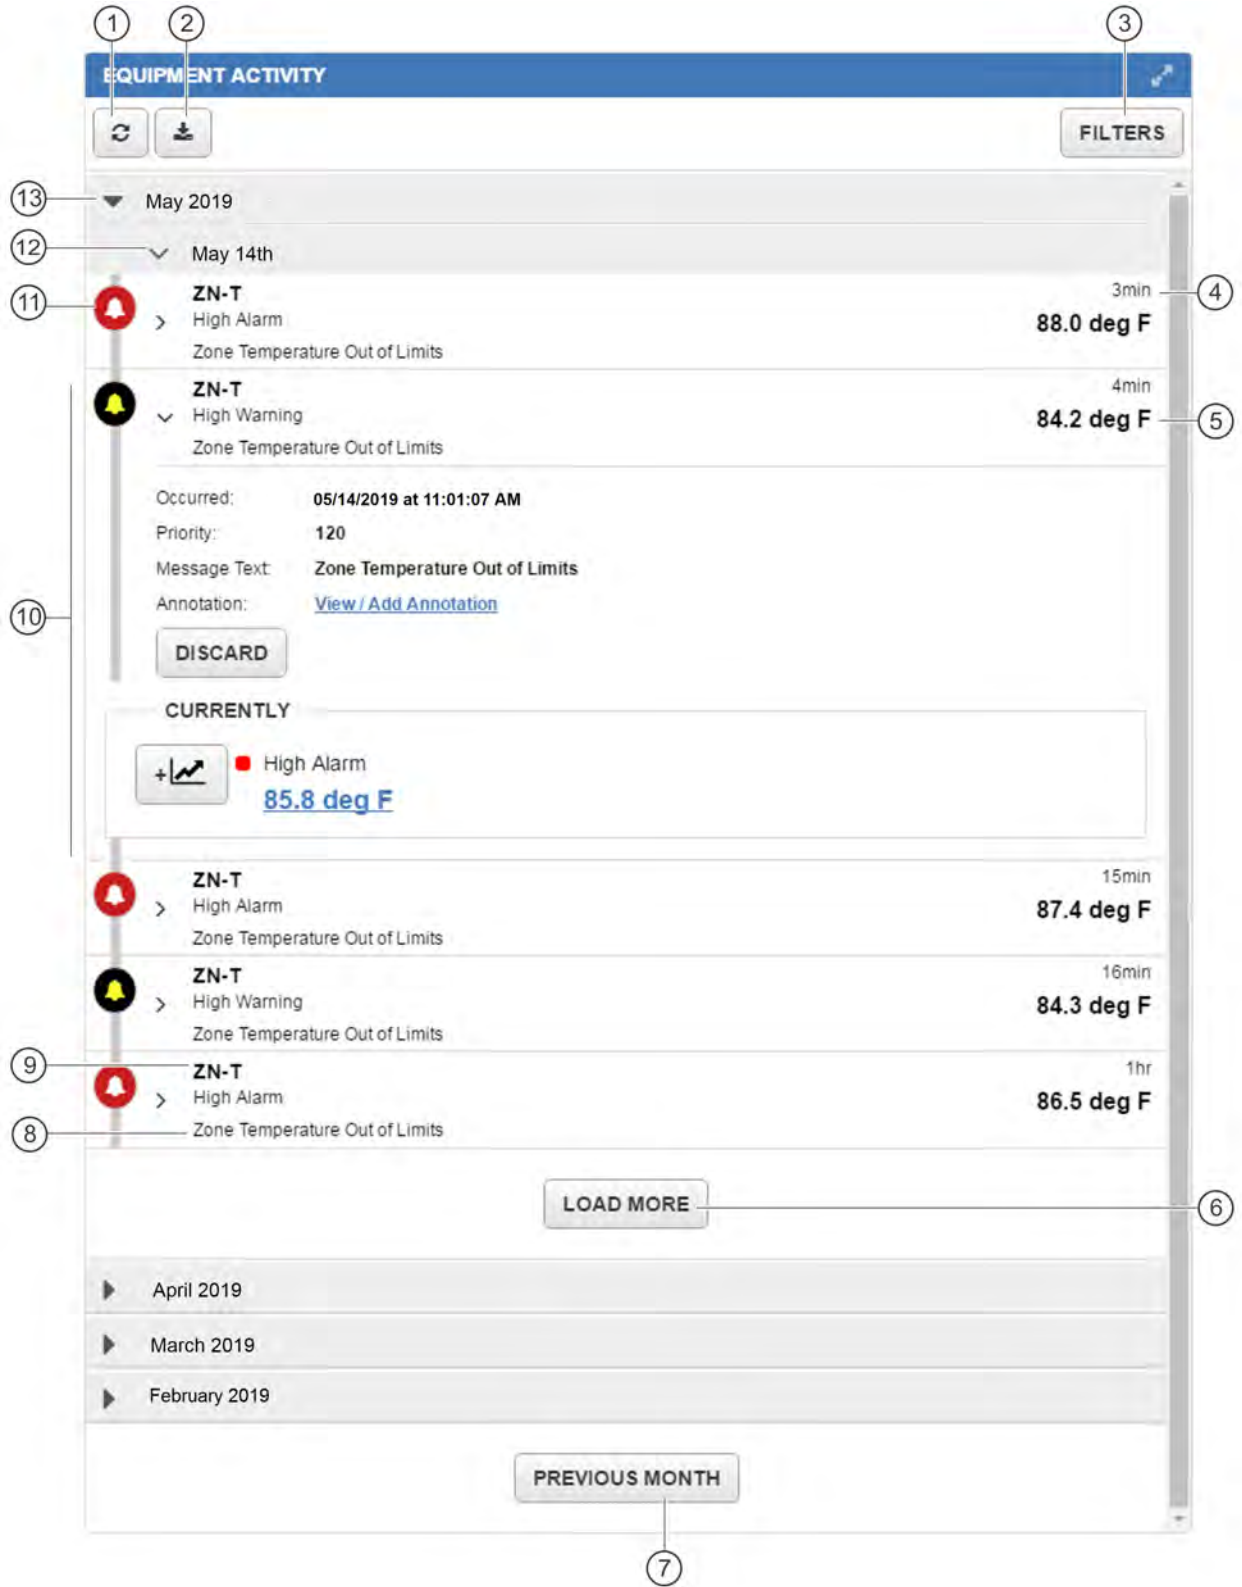 1 2 3
EQUIPMENT ACTIVITY
FILTERS
13 May 2019
12 May 14th
11 ZN-T 3min 4
High Alarm 88.0 deg F
Zone Temperature Out of Limits
ZN-T 4min
High Warning 84.2 deg F 5
Zone Temperature Out of Limits
Occurred: 05/14/2019 at 11:01:07 AM
Priority: 120
Message Text: Zone Temperature Out of Limits
Annotation: View / Add Annotation
10
DISCARD
CURRENTLY
+ High Alarm
85.8 deg F
ZN-T 15min
High Alarm 87.4 deg F
Zone Temperature Out of Limits
ZN-T 16min
High Warning 84.3 deg F
Zone Temperature Out of Limits
9 ZN-T 1hr
High Alarm 86.5 deg F
8 Zone Temperature Out of Limits
LOAD MORE 6
April 2019
March 2019
February 2019
PREVIOUS MONTH
7